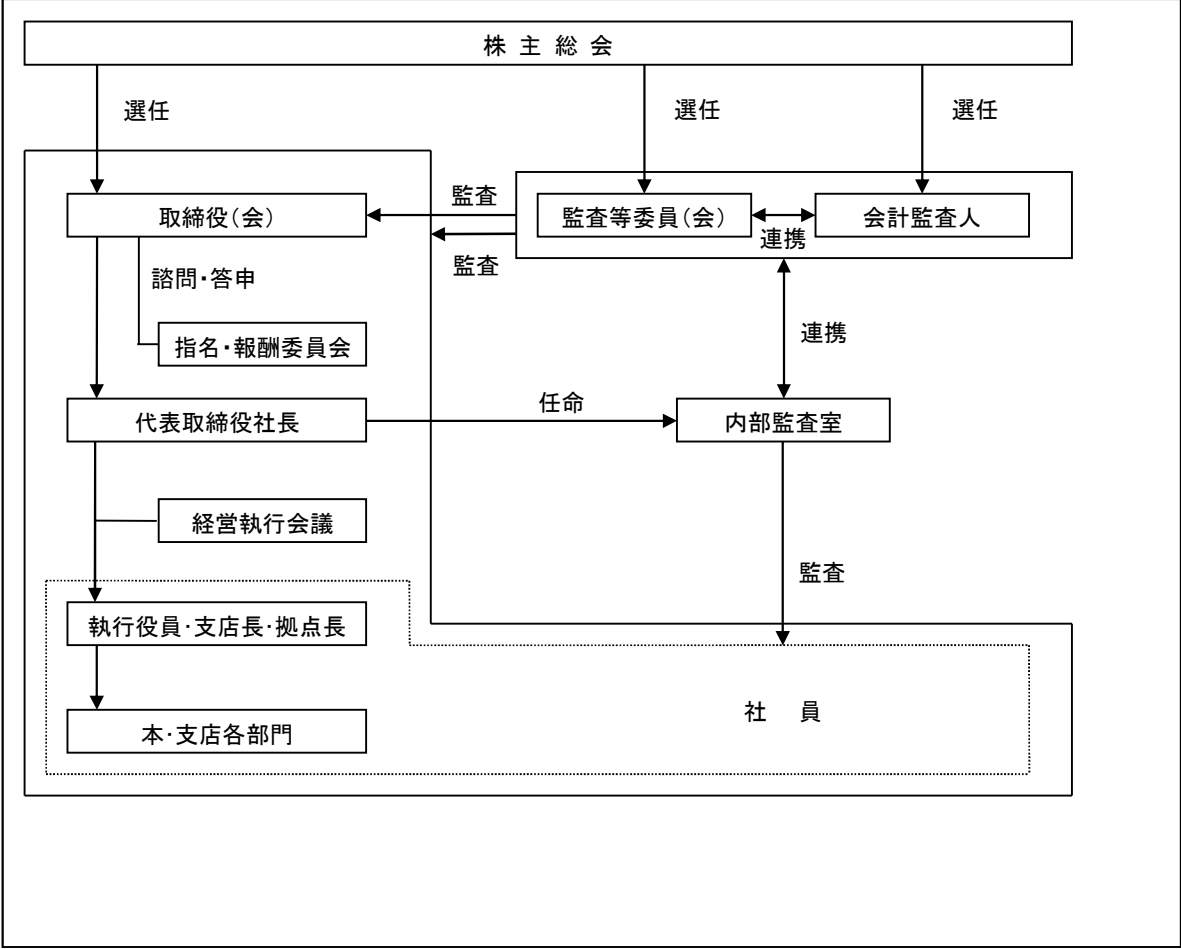 株 主 総 会
選任
選任
選任
取締役(会)
監査
監査等委員(会)
会計監査人
連携
監査
諮問・答申
指名・報酬委員会
連携
代表取締役社長
任命
内部監査室
経営執行会議
監査
執行役員・支店長・拠点長
社 員
本・支店各部門